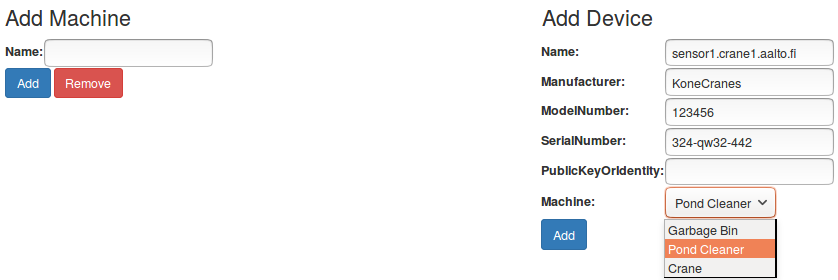 Add Machine
Name:
Add Remove
Add Device
Name: sensor1.crane1.aalto.fi
Manufacturer: KoneCranes
ModelNumber: 123456
SerialNumber: 324-qw32-442
PublicKeyOrIdentity:
Machine: Pond Cleaner
Add
Garbage Bin
Pond Cleaner
Crane